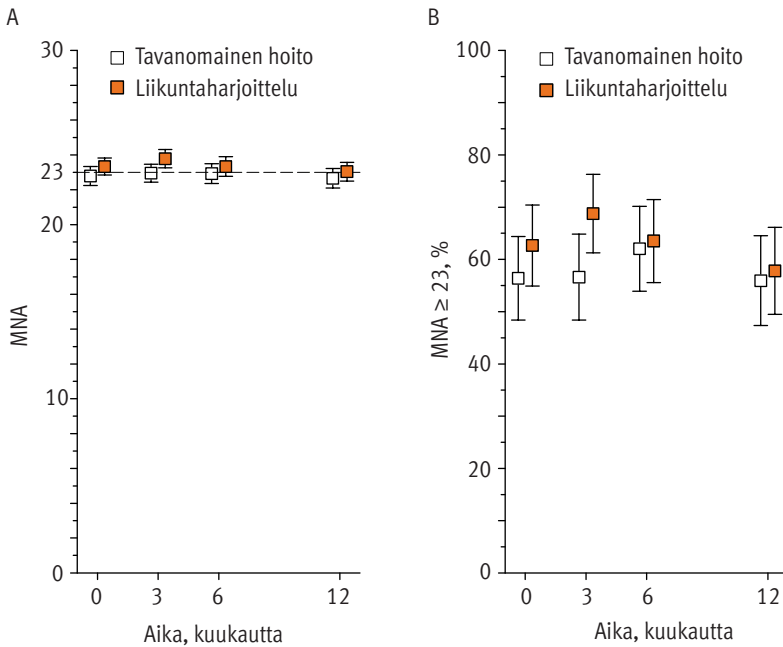 A
30
23
20
10
0
MNA
Tavanomainen hoito
Liikuntaharjoittelu
0 3 6 12
Aika, kuukautta
B
100
80
60
40
20
0
MNA ≥ 23, %
Tavanomainen hoito
Liikuntaharjoittelu
0 3 6 12
Aika, kuukautta